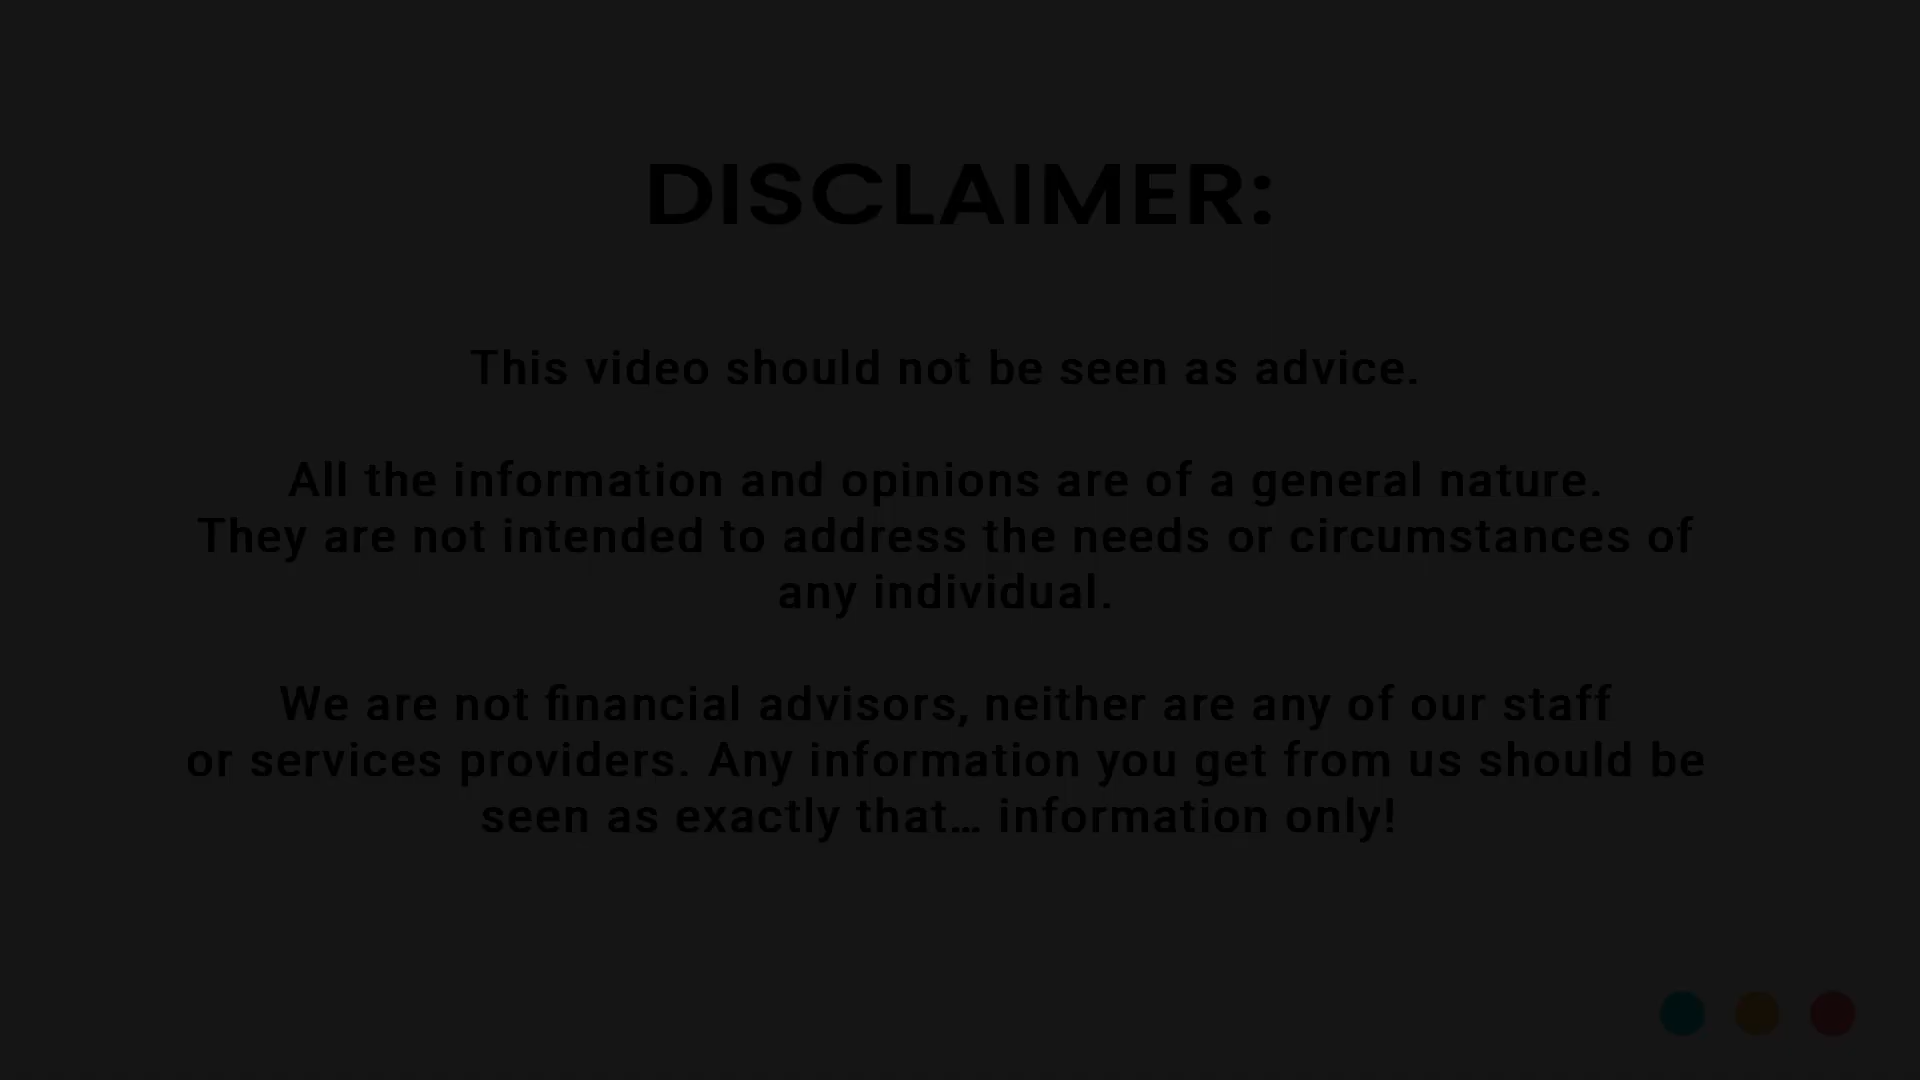 DISCLAIMER:
This video should not be seen as advice.
All the information and opinions are of a general nature.
They are not intended to address the needs or circumstances of
any individual.
We are not financial advisors, neither are any of our staff
or services providers. Any information you get from us should be
seen as exactly that... information only!